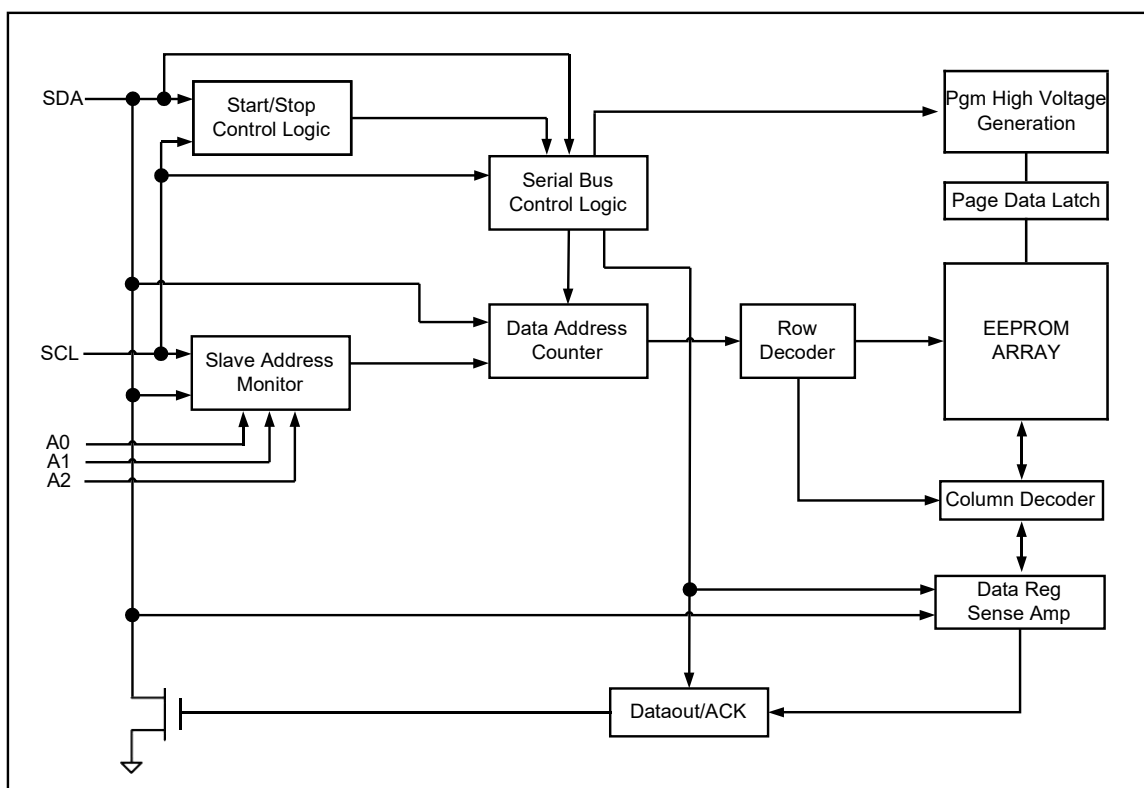 SDA
Start/Stop
Control Logic
Pgm High Voltage
Generation
Serial Bus
Control Logic
Page Data Latch
SCL
Slave Address
Monitor
Data Address
Counter
Row
Decoder
EEPROM
ARRAY
A0
A1
A2
Column Decoder
Data Reg
Sense Amp
Dataout/ACK